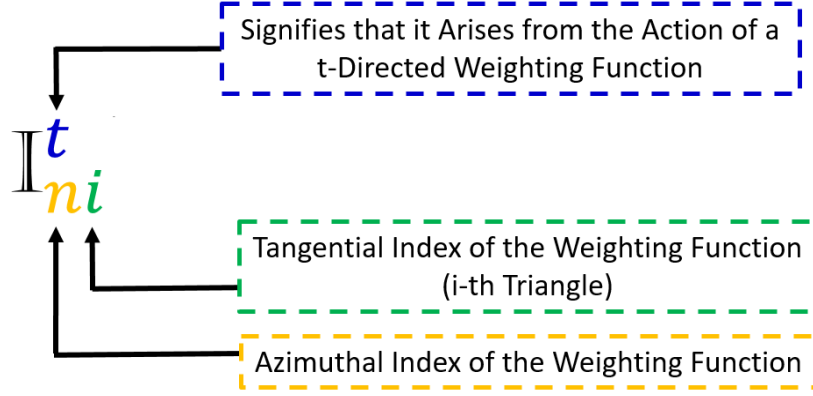 Signifies that it Arises from the Action of a
t-Directed Weighting Function
𝕀 t
ni
Tangential Index of the Weighting Function
(i-th Triangle)
Azimuthal Index of the Weighting Function